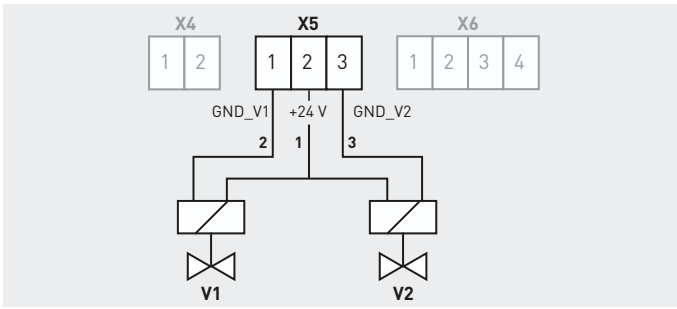 X4 X5 X6
1 2 1 2 3 1 2 3 4
GND_V1 +24 V GND_V2
2 1 3
V1 V2